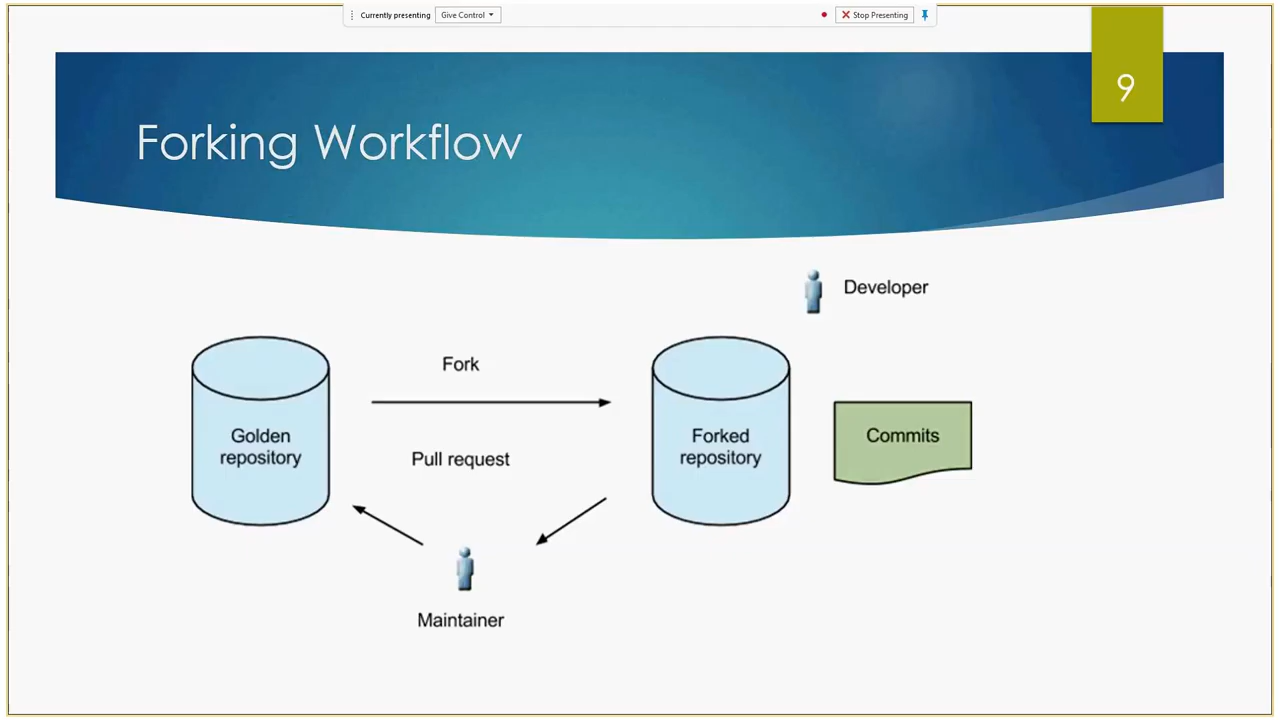 Currently presenting
Give Control
Stop Presenting
9
Forking Workflow
Developer
Fork
Golden
repository
Pull request
Forked
repository
Commits
Maintainer